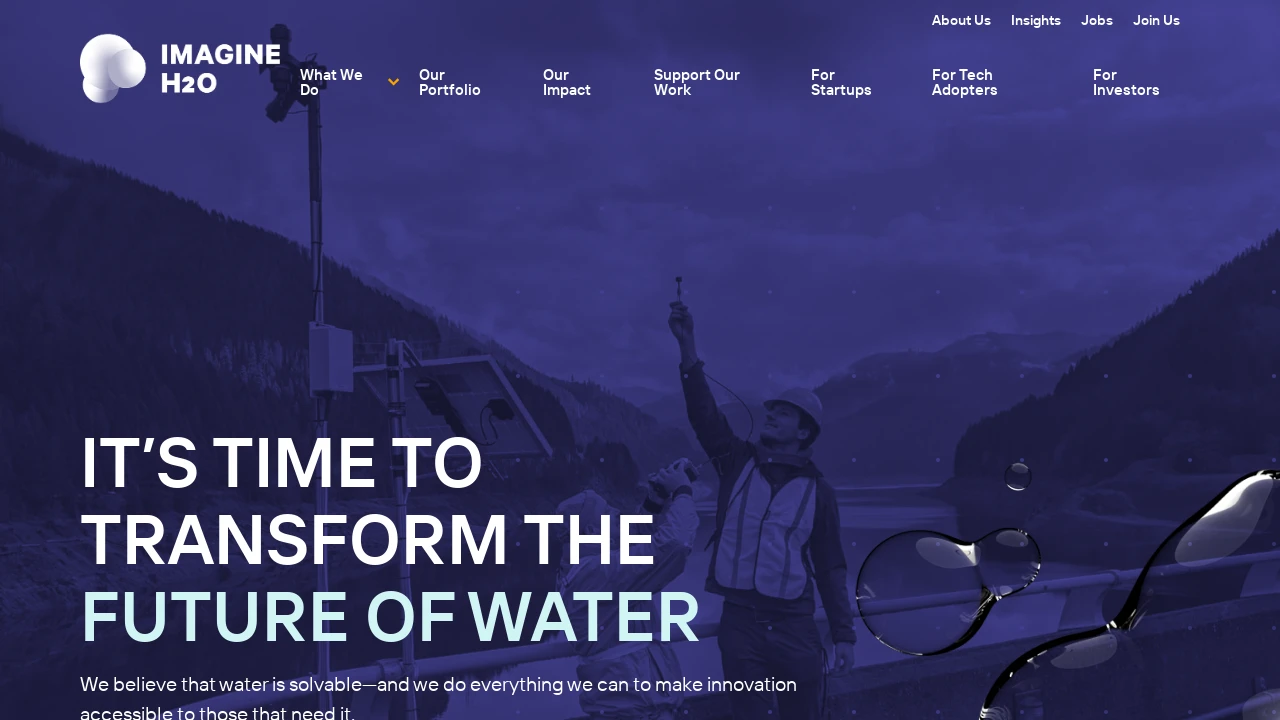 About Us Insights Jobs Join Us
IMAGINE
H2O
What We
Do
Our
Portfolio
Our
Impact
Support Our
Work
For
Startups
For Tech
Adopters
For
Investors
IT’S TIME TO
TRANSFORM THE
FUTURE OF WATER
We believe that water is solvable—and we do everything we can to make innovation
accessible to those that need it.